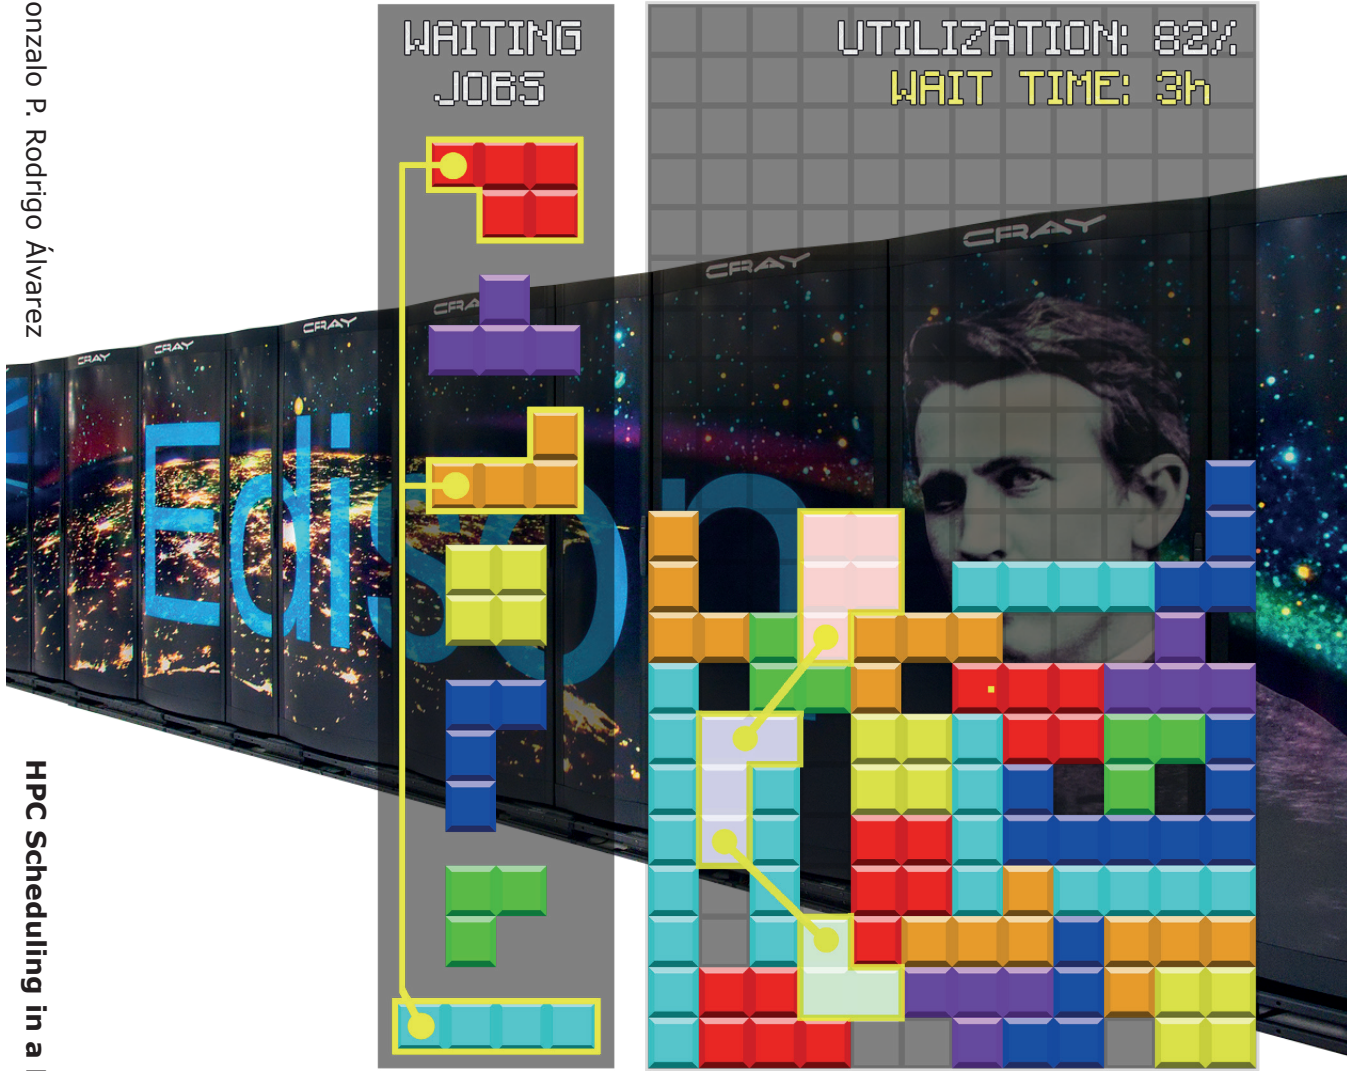 onzalo P. Rodrigo Álvarez
HPC Scheduling in a
WAITING
JOBS
UTILIZATION: 82%
WAIT TIME: 3h
CRAY
CRAY
CRAY
CRAY
CRAY
CRAY
Edison